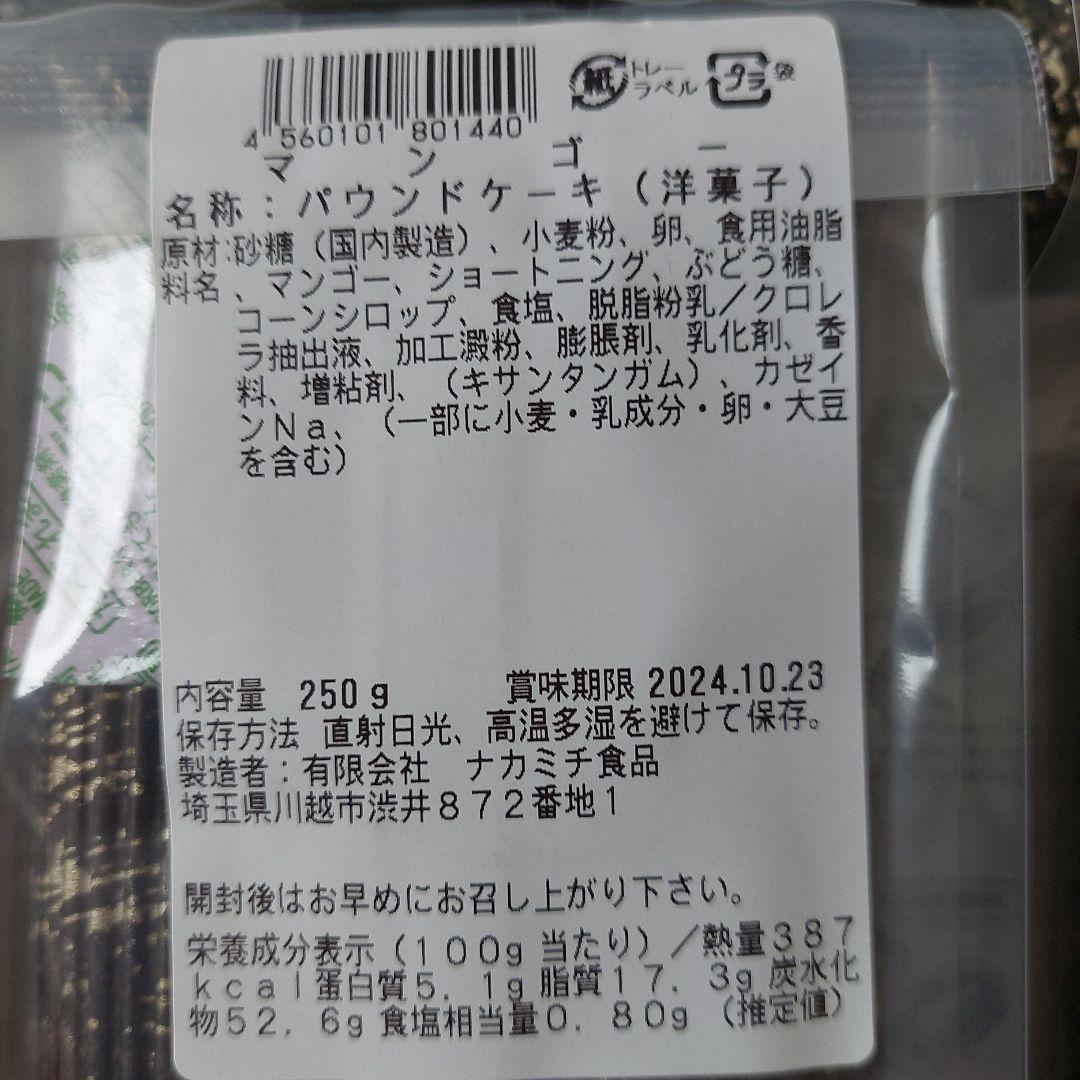 4 560101 801440
紙 トレー
ラベル
プラ 袋
マンゴー
名称：パウンドケーキ（洋菓子）
原材料名:砂糖（国内製造）、小麦粉、卵、食用油脂
、マンゴー、ショートニング、ぶどう糖、
コーンシロップ、食塩、脱脂粉乳／クロレ
ラ抽出液、加工澱粉、膨脹剤、乳化剤、香
料、増粘剤、（キサンタンガム）、カゼイ
ンNa、（一部に小麦・乳成分・卵・大豆
を含む）
内容量 250g 賞味期限 2024.10.23
保存方法 直射日光、高温多湿を避けて保存。
製造者：有限会社 ナカミチ食品
埼玉県川越市渋井８７２番地１
開封後はお早めにお召し上がり下さい。
栄養成分表示（１００g 当たり）／熱量３８７
ｋｃａｌ蛋白質５．１g 脂質１７．３g 炭水化
物５２．６g 食塩相当量０．８０g （推定値）